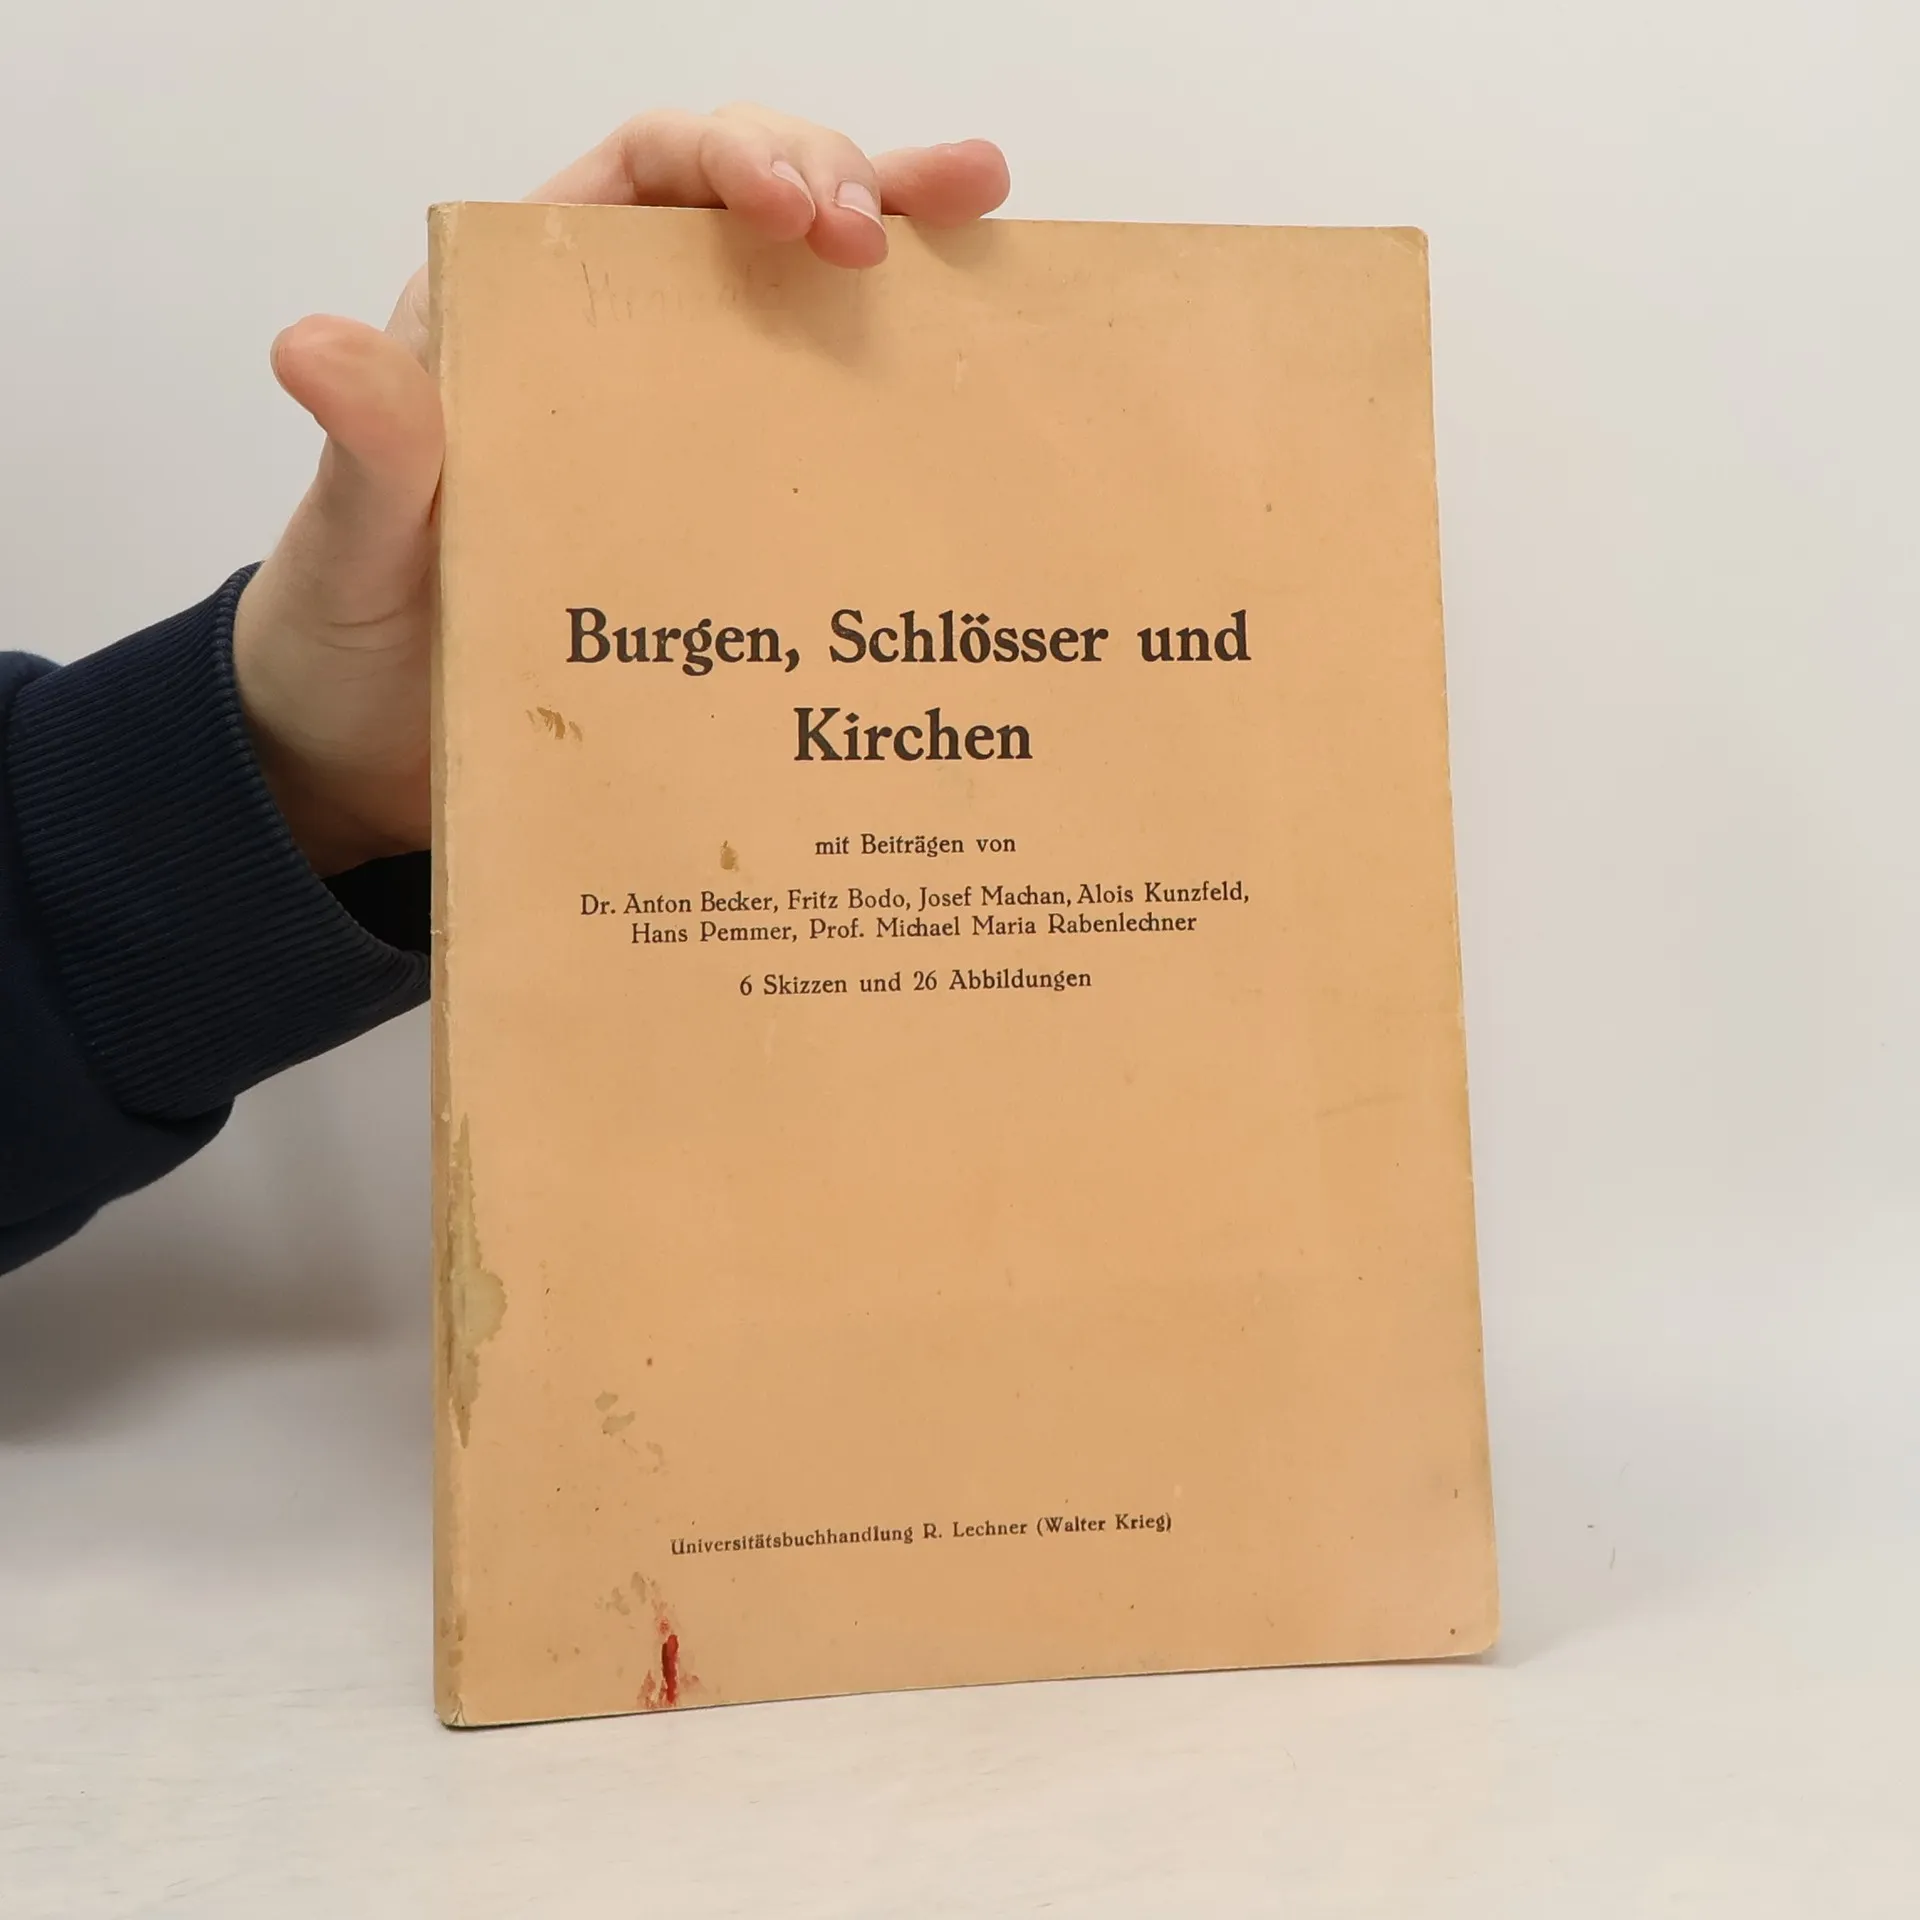 Burgen, Schlösser und
Kirchen
mit Beiträgen von
Dr. Anton Becker, Fritz Bodo, Josef Machan, Alois Kunzfeld,
Hans Pemmer, Prof. Michael Maria Rabenlechner
6 Skizzen und 26 Abbildungen
Universitätsbuchhandlung R. Lechner (Walter Krieg)